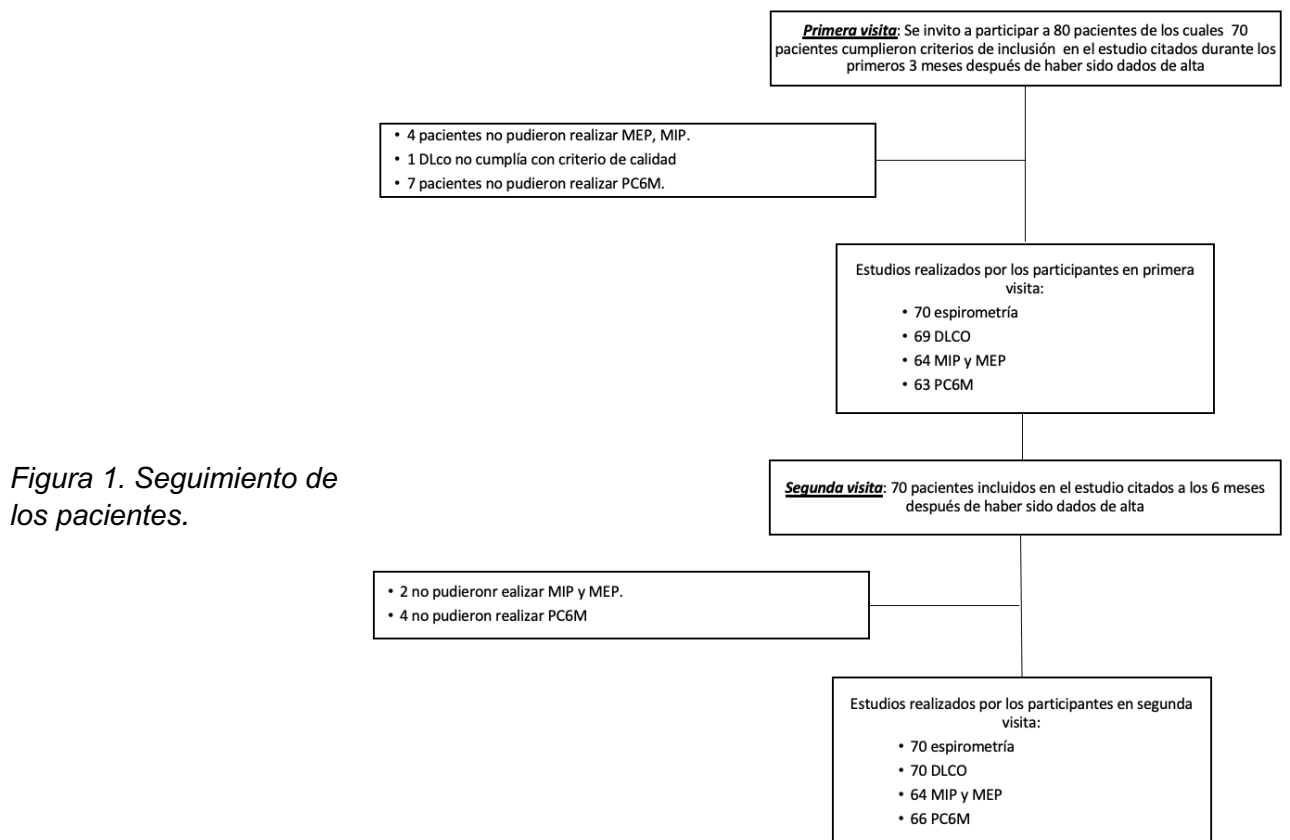 Primera visita: Se invito a participar a 80 pacientes de los cuales 70
pacientes cumplieron criterios de inclusión en el estudio citados durante los
primeros 3 meses después de haber sido dados de alta
• 4 pacientes no pudieron realizar MEP, MIP.
• 1 DLco no cumplía con criterio de calidad
• 7 pacientes no pudieron realizar PC6M.
Estudios realizados por los participantes en primera
visita:
• 70 espirometría
• 69 DLCO
• 64 MIP y MEP
• 63 PC6M
Figura 1. Seguimiento de
los pacientes.
Segunda visita: 70 pacientes incluidos en el estudio citados a los 6 meses
después de haber sido dados de alta
• 2 no pudieronr ealizar MIP y MEP.
• 4 no pudieron realizar PC6M
Estudios realizados por los participantes en segunda
visita:
• 70 espirometría
• 70 DLCO
• 64 MIP y MEP
• 66 PC6M